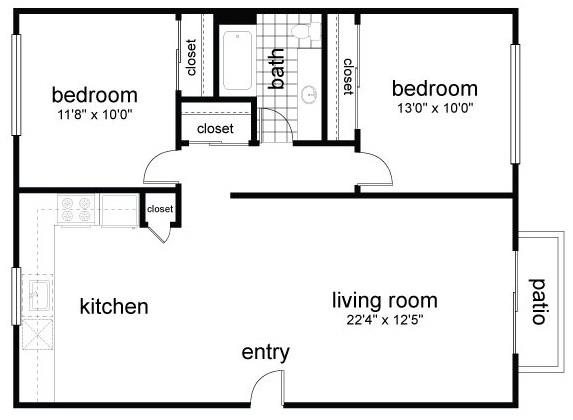 patio
bedroom
13'0" x 10'0"
living room
22'4" x 12'5"
closet
bath
entry
closet
closet
closet
bedroom
11'8" x 10'0"
kitchen